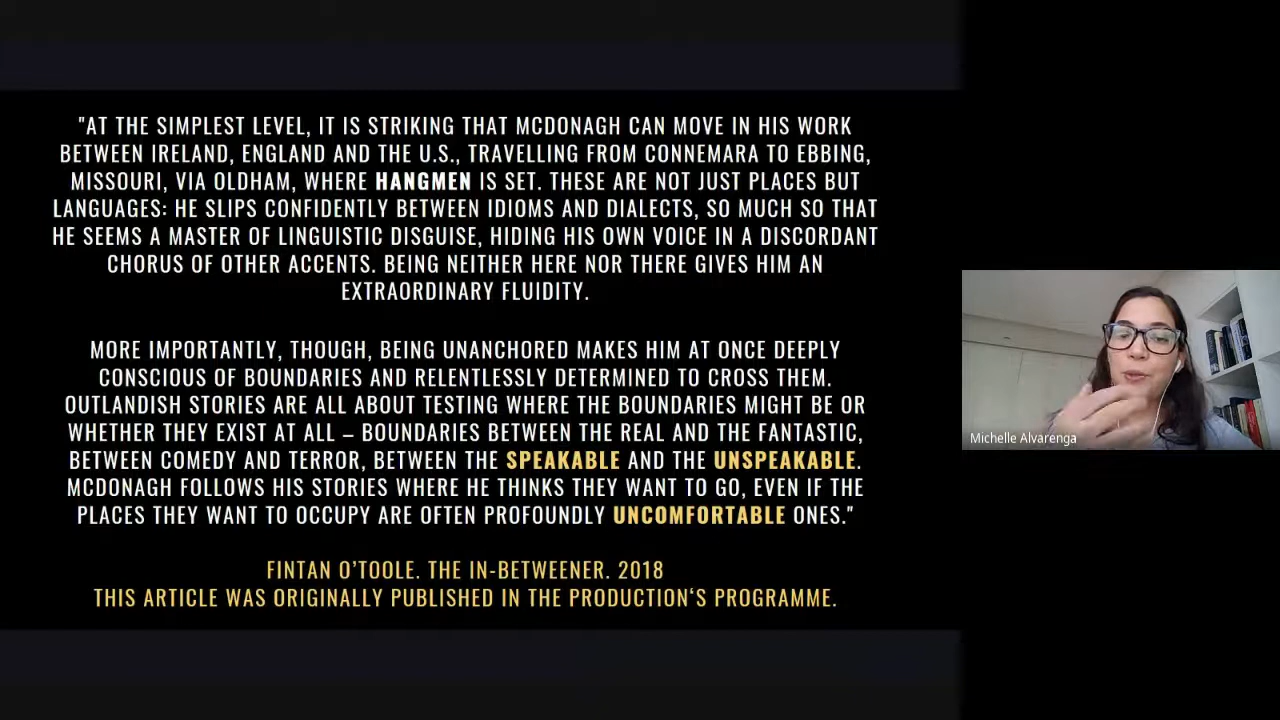 "AT THE SIMPLEST LEVEL, IT IS STRIKING THAT MCDONAGH CAN MOVE IN HIS WORK
BETWEEN IRELAND, ENGLAND AND THE U.S., TRAVELLING FROM CONNEMARA TO EBBING,
MISSOURI, VIA OLDHAM, WHERE HANGMEN IS SET. THESE ARE NOT JUST PLACES BUT
LANGUAGES: HE SLIPS CONFIDENTLY BETWEEN IDIOMS AND DIALECTS, SO MUCH SO THAT
HE SEEMS A MASTER OF LINGUISTIC DISGUISE, HIDING HIS OWN VOICE IN A DISCORDANT
CHORUS OF OTHER ACCENTS. BEING NEITHER HERE NOR THERE GIVES HIM AN
EXTRAORDINARY FLUIDITY.
MORE IMPORTANTLY, THOUGH, BEING UNANCHORED MAKES HIM AT ONCE DEEPLY
CONSCIOUS OF BOUNDARIES AND RELENTLESSLY DETERMINED TO CROSS THEM.
OUTLANDISH STORIES ARE ALL ABOUT TESTING WHERE THE BOUNDARIES MIGHT BE OR
WHETHER THEY EXIST AT ALL – BOUNDARIES BETWEEN THE REAL AND THE FANTASTIC,
BETWEEN COMEDY AND TERROR, BETWEEN THE SPEAKABLE AND THE UNSPEAKABLE.
MCDONAGH FOLLOWS HIS STORIES WHERE HE THINKS THEY WANT TO GO, EVEN IF THE
PLACES THEY WANT TO OCCUPY ARE OFTEN PROFOUNDLY UNCOMFORTABLE ONES."
FINTAN O’TOOLE. THE IN-BETWEENER. 2018
THIS ARTICLE WAS ORIGINALLY PUBLISHED IN THE PRODUCTION‘S PROGRAMME.
Michelle Alvarenga